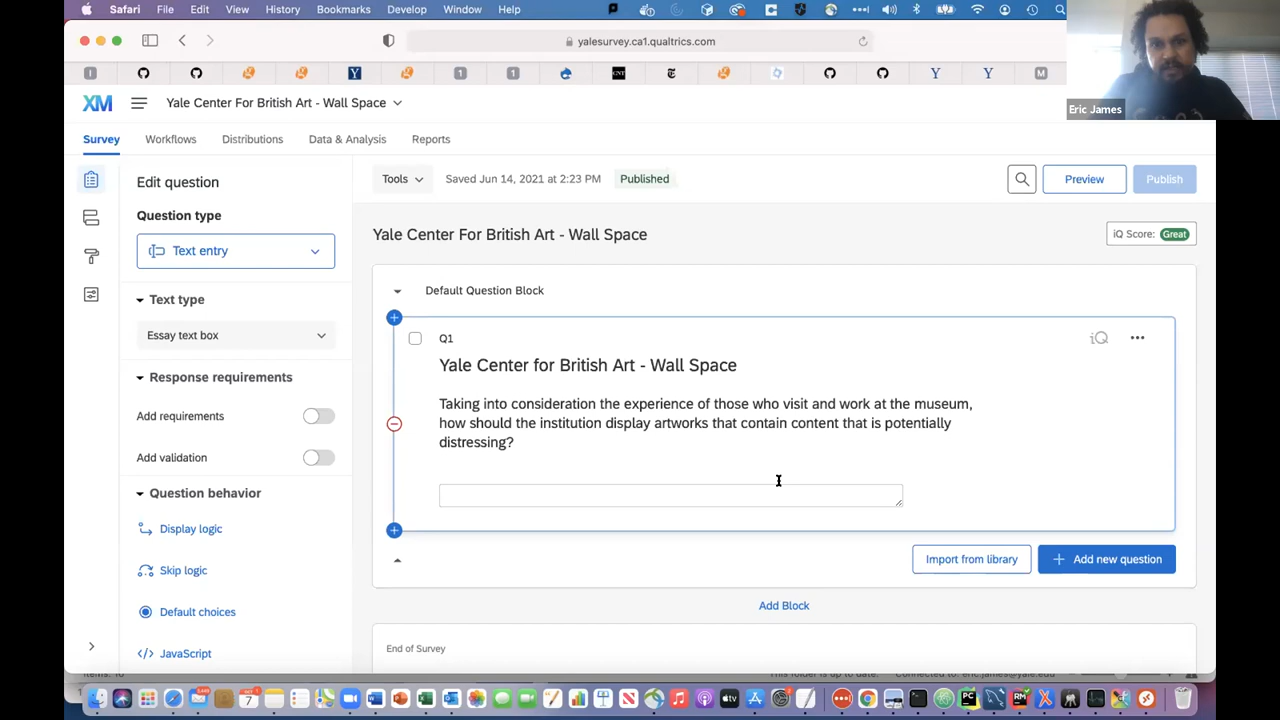 Safari File Edit View History Bookmarks Develop Window Help
yalesurvey.ca1.qualtrics.com
Eric James
XM Yale Center For British Art - Wall Space
Survey Workflows Distributions Data & Analysis Reports
Edit question
Tools Saved Jun 14, 2021 at 2:23 PM Published Preview Publish
Question type
Text entry
Yale Center For British Art - Wall Space
iQ Score: Great
Text type
Essay text box
Default Question Block
Q1
iQ
Yale Center for British Art - Wall Space
Response requirements
Add requirements
Taking into consideration the experience of those who visit and work at the museum,
how should the institution display artworks that contain content that is potentially
distressing?
Add validation
Question behavior
Display logic
Skip logic
Import from library
Add new question
Default choices
Add Block
JavaScript
End of Survey